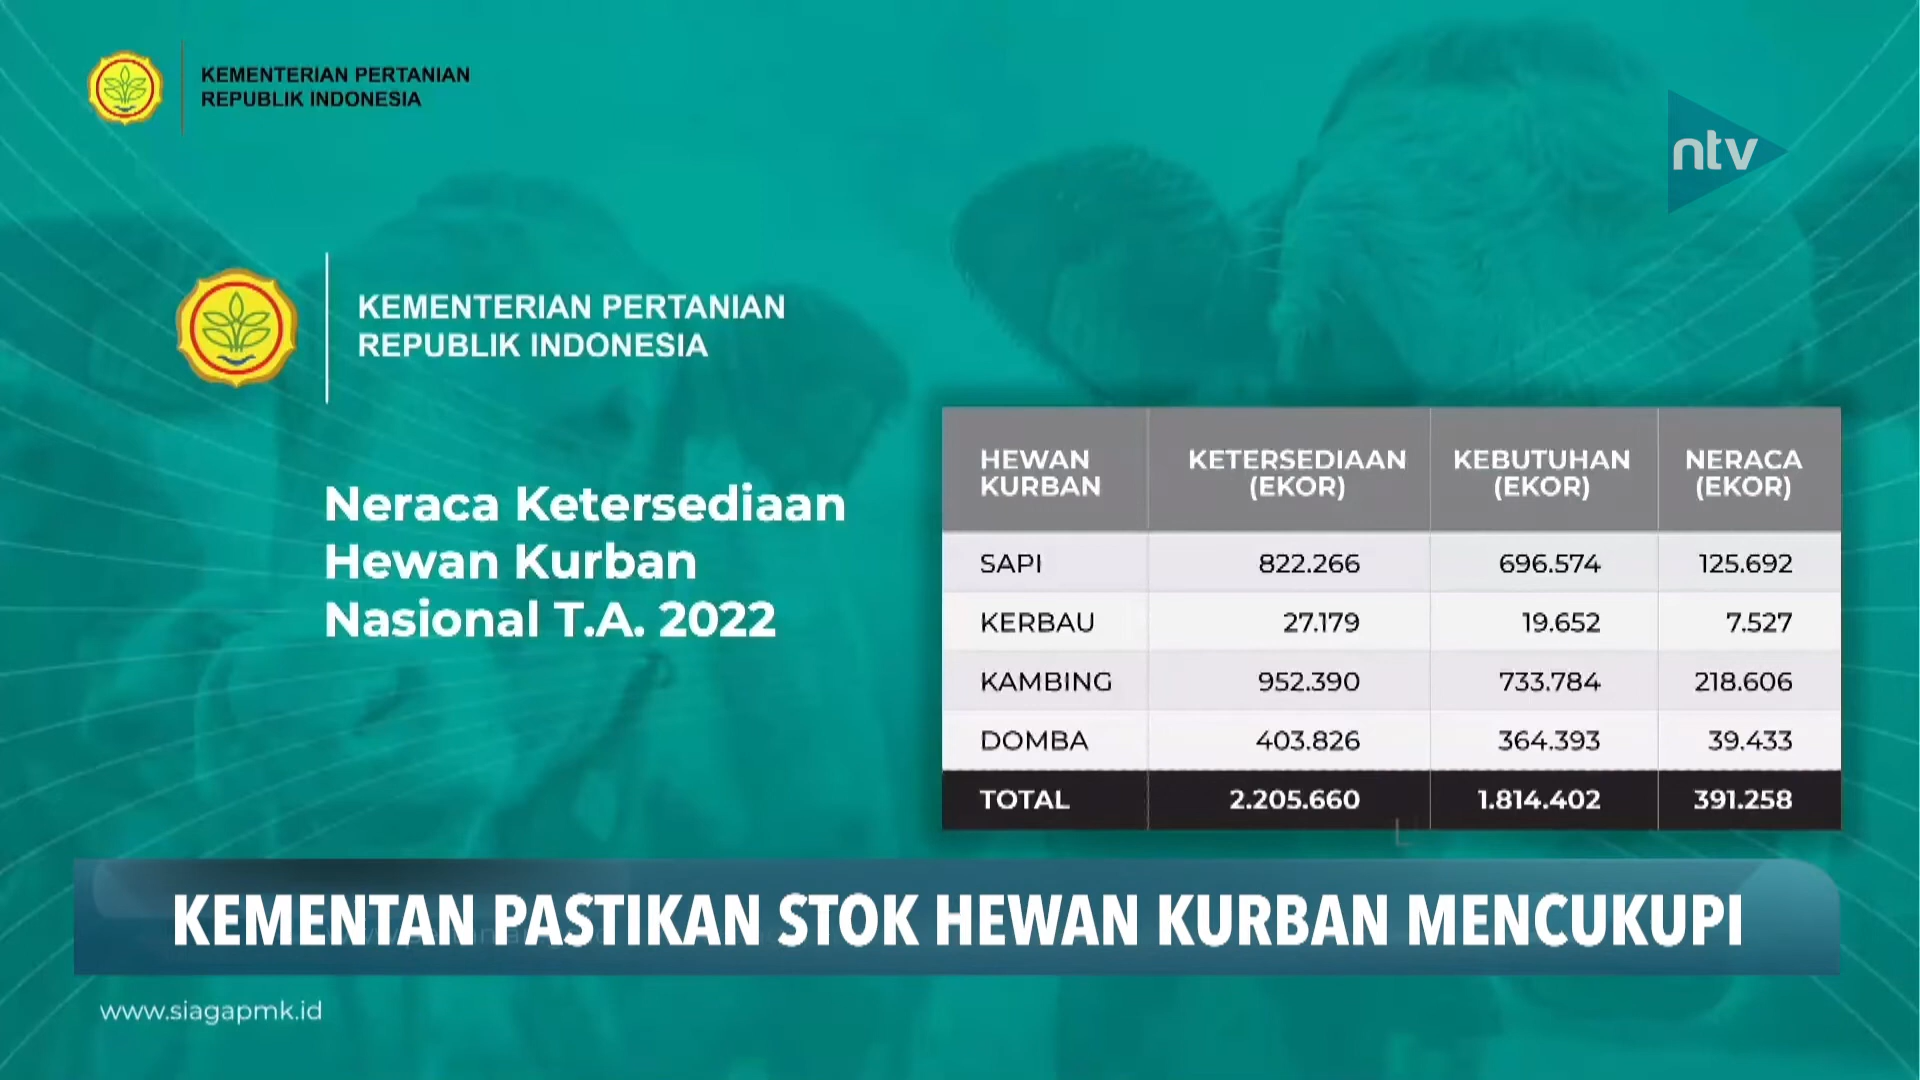 KEMENTERIAN PERTANIAN
REPUBLIK INDONESIA
ntv
KEMENTERIAN PERTANIAN
REPUBLIK INDONESIA
Neraca Ketersediaan
Hewan Kurban
Nasional T.A. 2022
HEWAN KURBAN KETERSEDIAAN (EKOR) KEBUTUHAN (EKOR) NERACA (EKOR)
SAPI 822.266 696.574 125.692
KERBAU 27.179 19.652 7.527
KAMBING 952.390 733.784 218.606
DOMBA 403.826 364.393 39.433
TOTAL 2.205.660 1.814.402 391.258
KEMENTAN PASTIKAN STOK HEWAN KURBAN MENCUKUPI
www.siagapmk.id